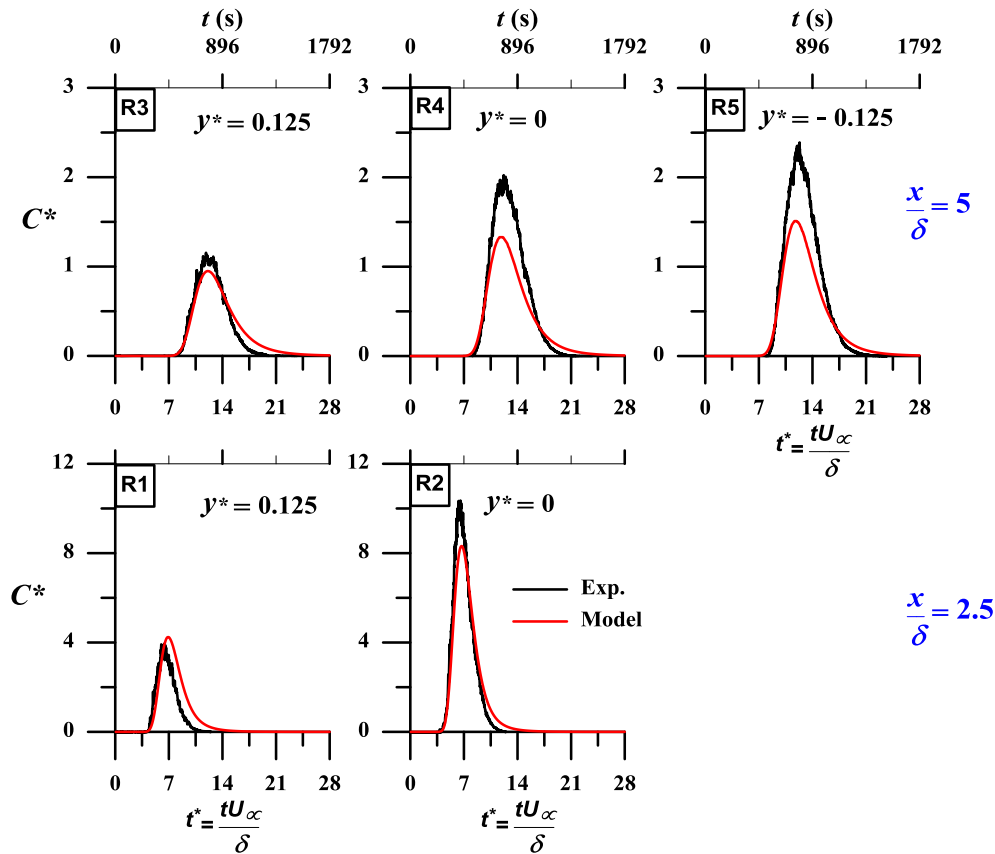 t (s) t (s) t (s)
0 896 1792 0 896 1792 0 896 1792
3 R3 y* = 0.125 3 R4 y* = 0 3 R5 y* = - 0.125
2 2 2
C* x/δ = 5
1 1 1
0 0 0
0 7 14 21 28 0 7 14 21 28 0 7 14 21 28
t* = tU∝/δ
12 R1 y* = 0.125 12 R2 y* = 0
8 8
C* Exp. x/δ = 2.5
Model
4 4
0 0
0 7 14 21 28 0 7 14 21 28
t* = tU∝/δ t* = tU∝/δ